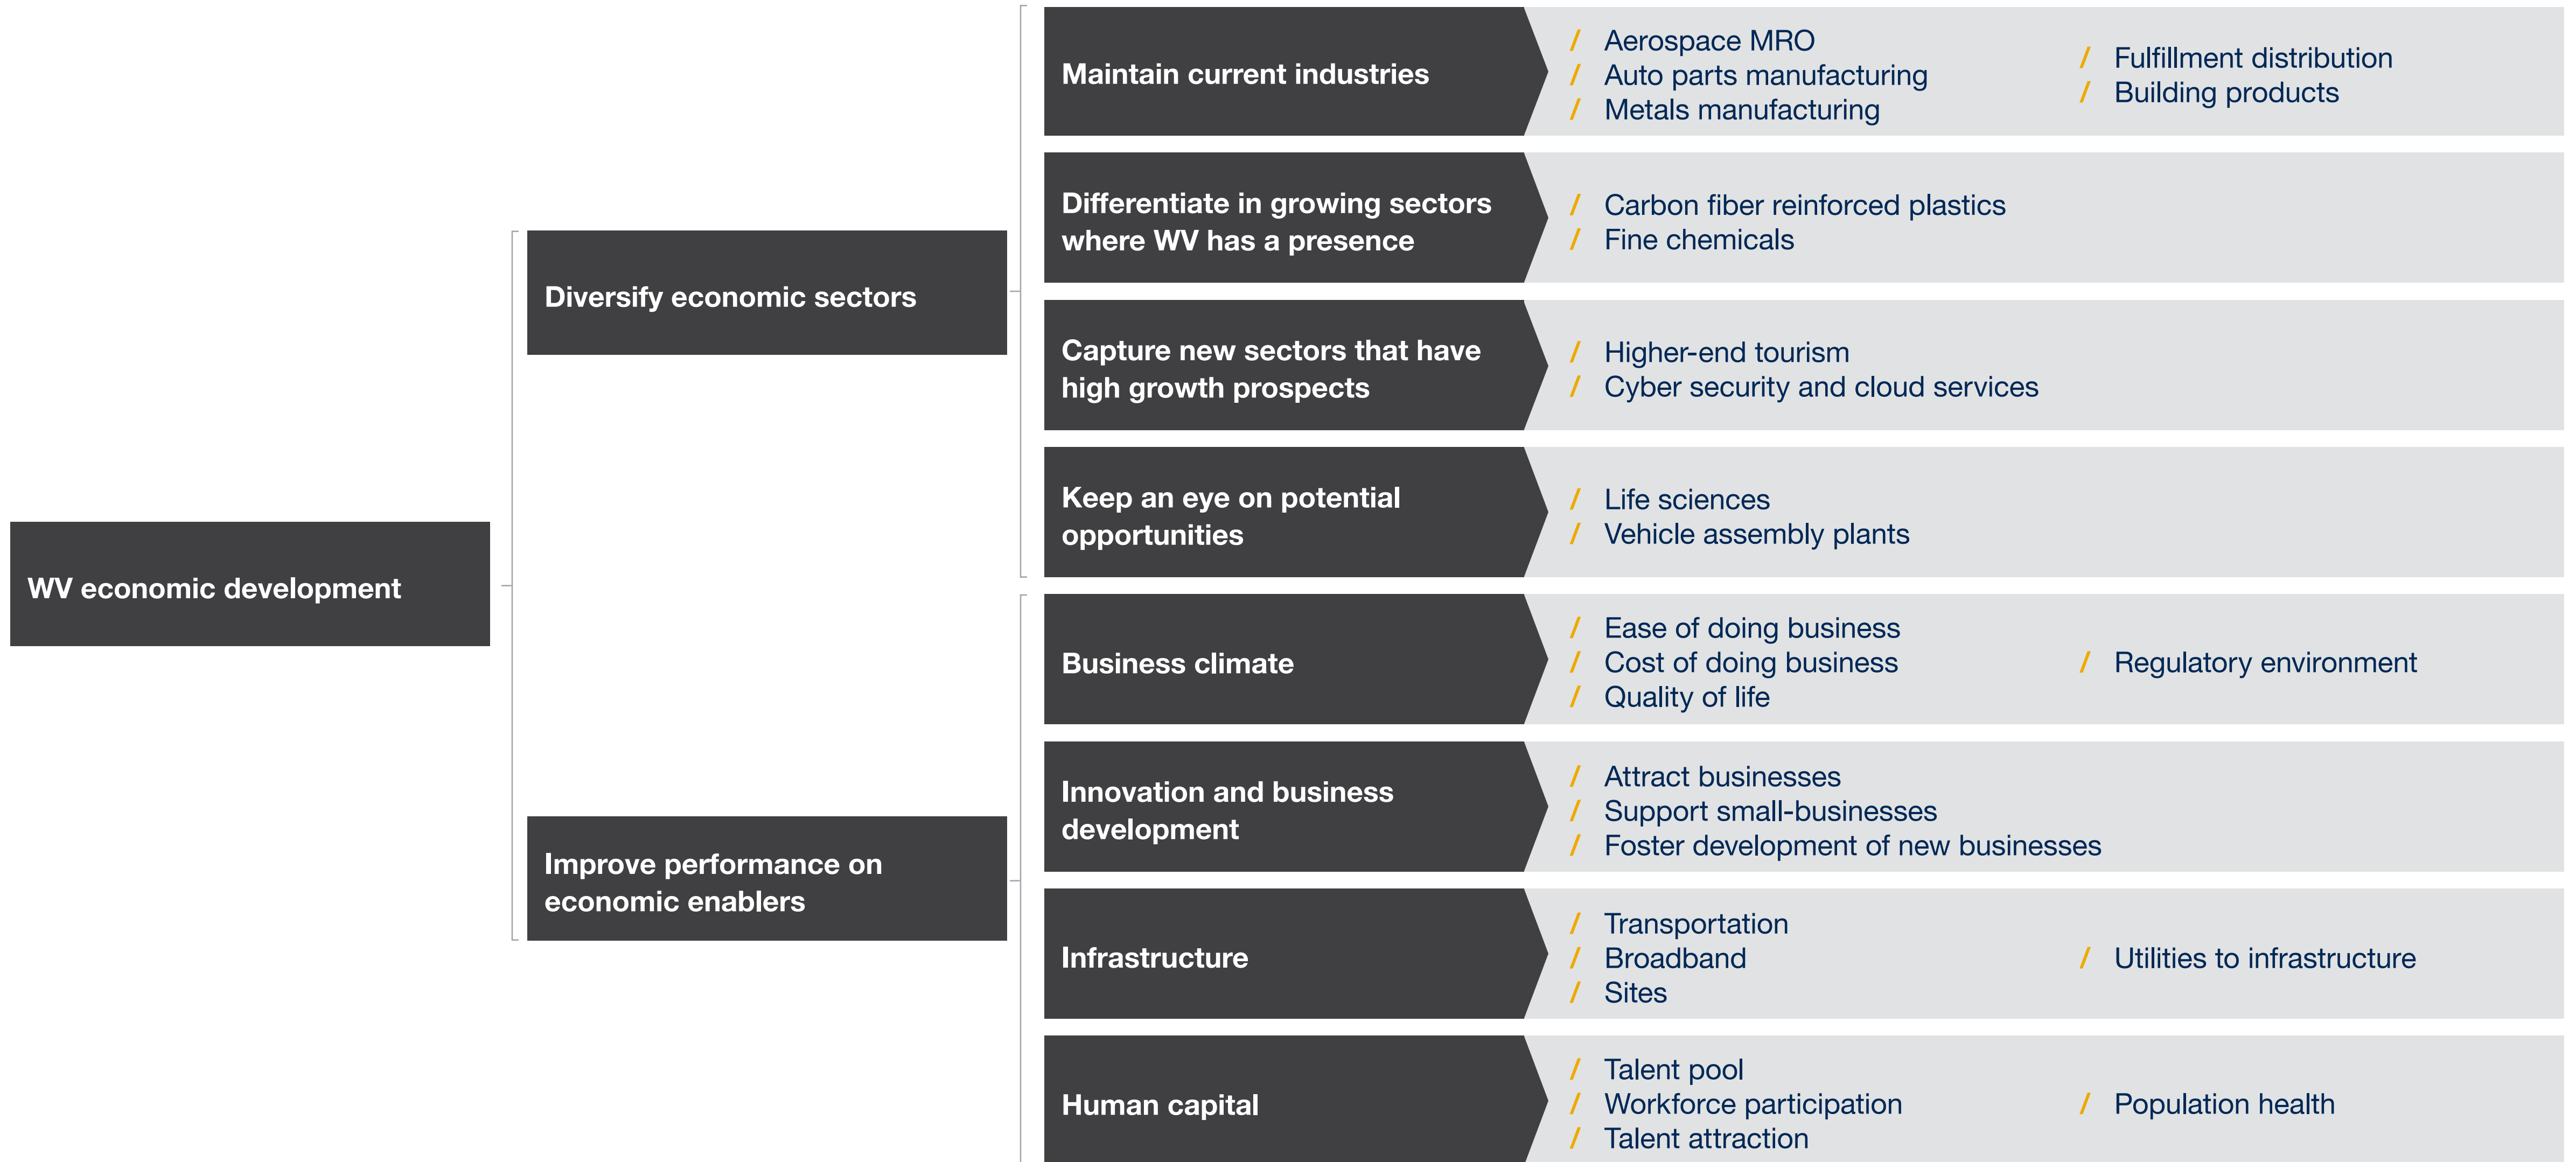 WV economic development
Diversify economic sectors
Maintain current industries
/ Aerospace MRO
/ Auto parts manufacturing
/ Metals manufacturing
/ Fulfillment distribution
/ Building products
Differentiate in growing sectors
where WV has a presence
/ Carbon fiber reinforced plastics
/ Fine chemicals
Capture new sectors that have
high growth prospects
/ Higher-end tourism
/ Cyber security and cloud services
Keep an eye on potential
opportunities
/ Life sciences
/ Vehicle assembly plants
Improve performance on
economic enablers
Business climate
/ Ease of doing business
/ Cost of doing business
/ Quality of life
/ Regulatory environment
Innovation and business
development
/ Attract businesses
/ Support small-businesses
/ Foster development of new businesses
Infrastructure
/ Transportation
/ Broadband
/ Sites
/ Utilities to infrastructure
Human capital
/ Talent pool
/ Workforce participation
/ Talent attraction
/ Population health